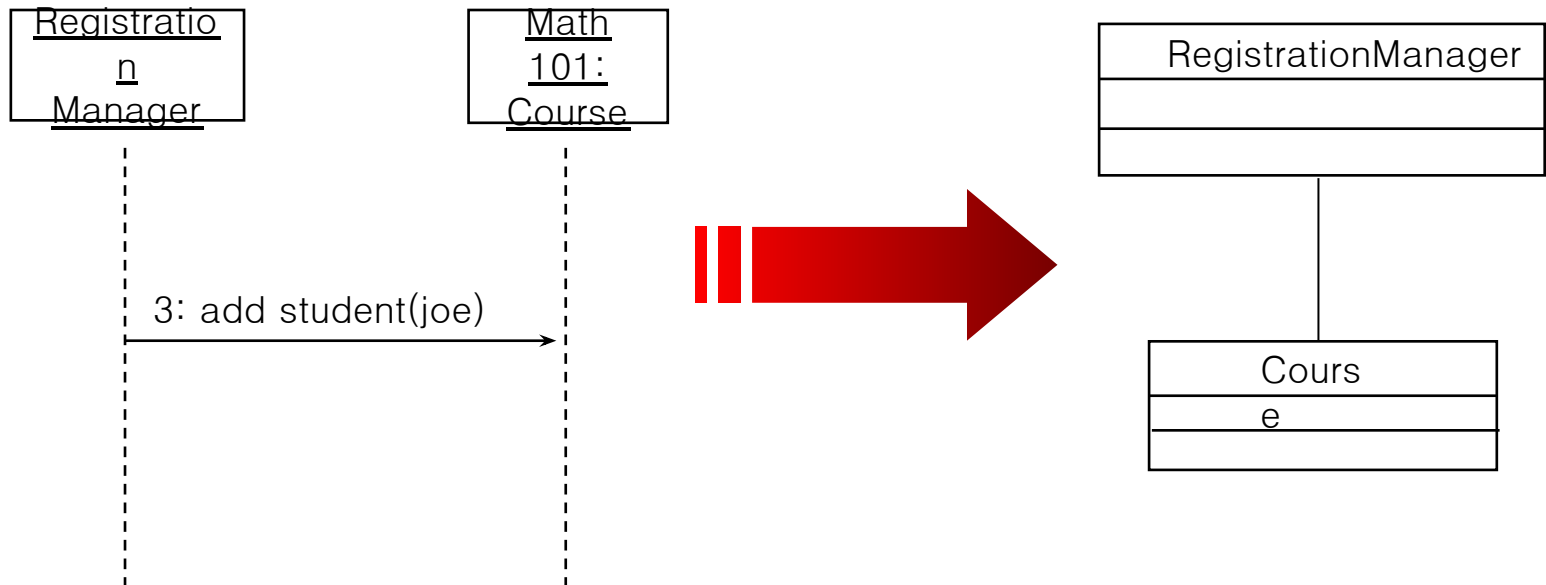 Registratio
n
Manager
Math
101:
Course
3: add student(joe)
RegistrationManager
Cours
e